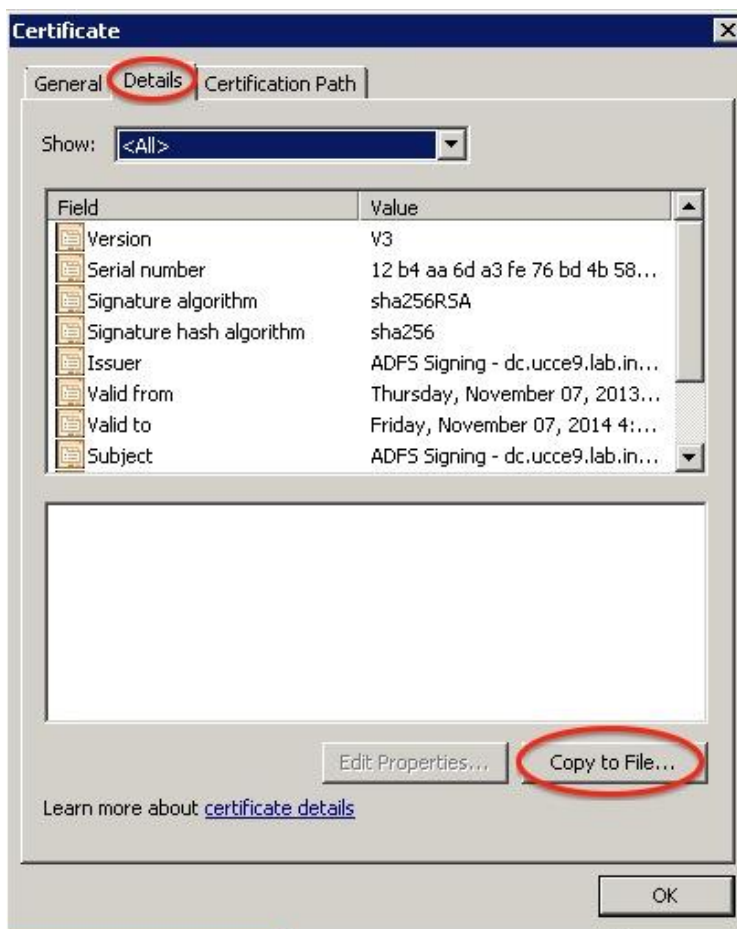 Certificate
General Details Certification Path
Show: <All>
Field Value
Version V3
Serial number 12 b4 aa 6d a3 fe 76 bd 4b 58...
Signature algorithm sha256RSA
Signature hash algorithm sha256
Issuer ADFS Signing - dc.ucce9.lab.in...
Valid from Thursday, November 07, 2013...
Valid to Friday, November 07, 2014 4:...
Subject ADFS Signing - dc.ucce9.lab.in...
Edit Properties... Copy to File...
Learn more about certificate details
OK